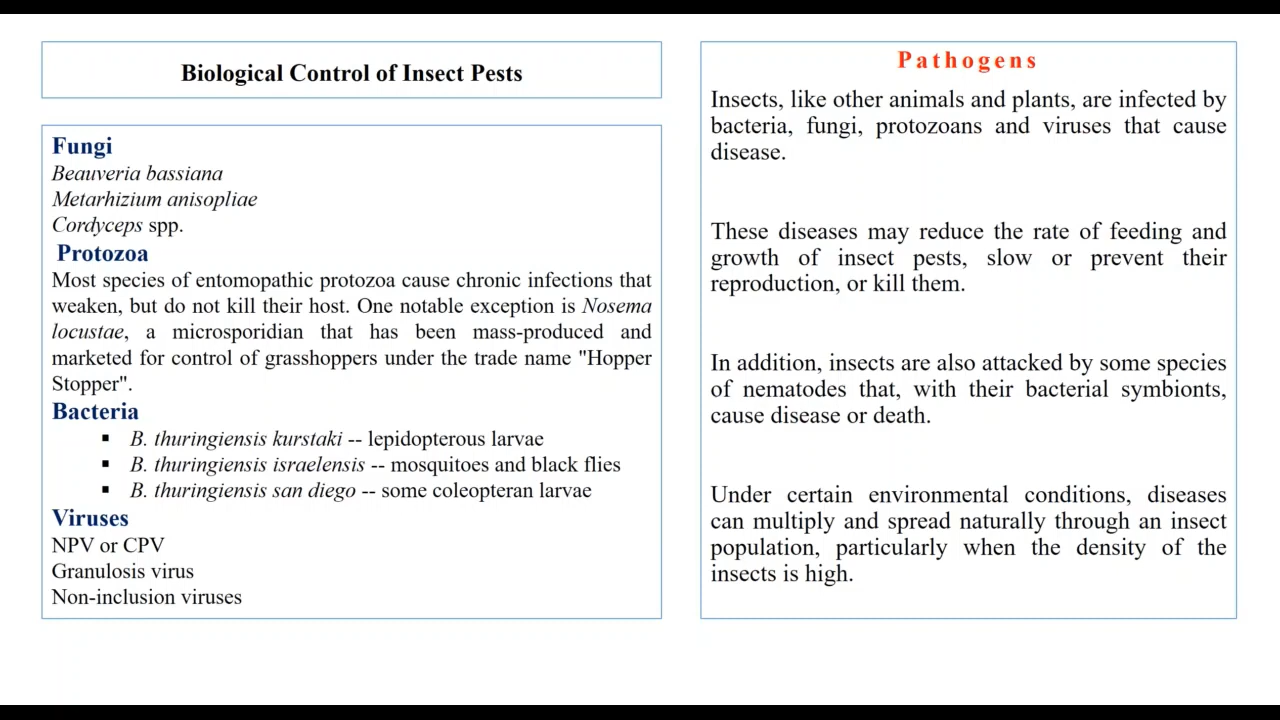 Biological Control of Insect Pests
Fungi
Beauveria bassiana
Metarhizium anisopliae
Cordyceps spp.
Protozoa
Most species of entomopathic protozoa cause chronic infections that
weaken, but do not kill their host. One notable exception is Nosema
locustae, a microsporidian that has been mass-produced and
marketed for control of grasshoppers under the trade name "Hopper
Stopper".
Bacteria
▪ B. thuringiensis kurstaki -- lepidopterous larvae
▪ B. thuringiensis israelensis -- mosquitoes and black flies
▪ B. thuringiensis san diego -- some coleopteran larvae
Viruses
NPV or CPV
Granulosis virus
Non-inclusion viruses
Pathogens
Insects, like other animals and plants, are infected by
bacteria, fungi, protozoans and viruses that cause
disease.
These diseases may reduce the rate of feeding and
growth of insect pests, slow or prevent their
reproduction, or kill them.
In addition, insects are also attacked by some species
of nematodes that, with their bacterial symbionts,
cause disease or death.
Under certain environmental conditions, diseases
can multiply and spread naturally through an insect
population, particularly when the density of the
insects is high.